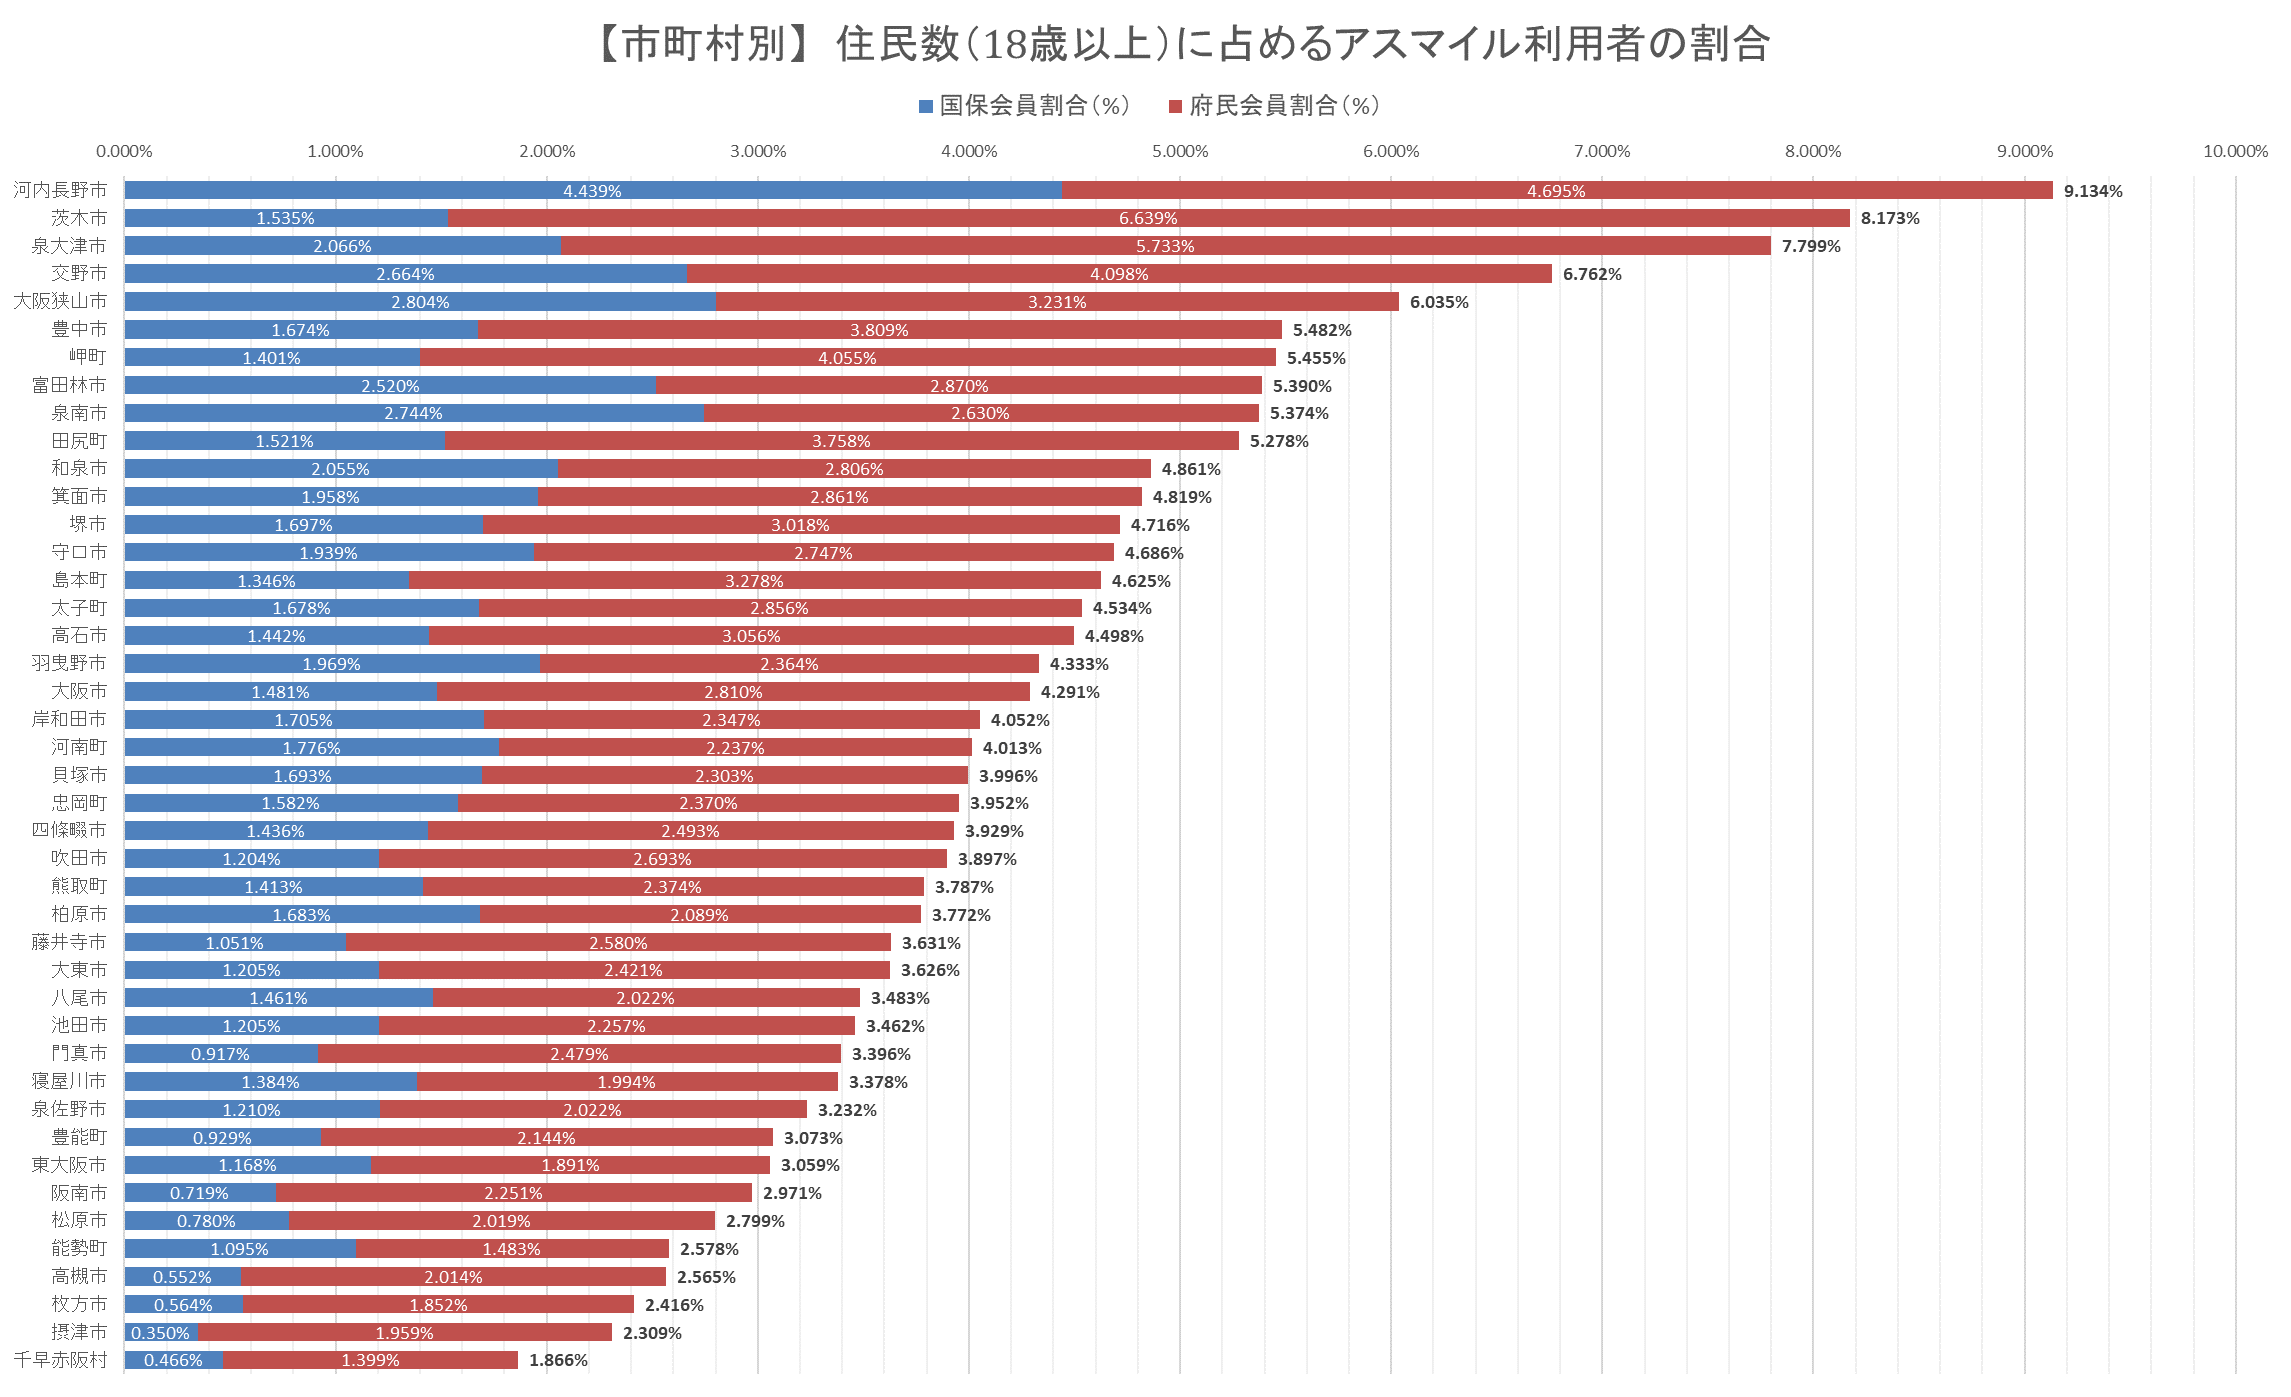 【市町村別】 住民数(18歳以上)に占めるアスマイル利用者の割合
国保会員割合(%) 府民会員割合(%)
0.000% 1.000% 2.000% 3.000% 4.000% 5.000% 6.000% 7.000% 8.000% 9.000% 10.000%
河内長野市 4.439% 4.695% 9.134%
茨木市 1.535% 6.639% 8.173%
泉大津市 2.066% 5.733% 7.799%
交野市 2.664% 4.098% 6.762%
大阪狭山市 2.804% 3.231% 6.035%
豊中市 1.674% 3.809% 5.482%
岬町 1.401% 4.055% 5.455%
富田林市 2.520% 2.870% 5.390%
泉南市 2.744% 2.630% 5.374%
田尻町 1.521% 3.758% 5.278%
和泉市 2.055% 2.806% 4.861%
箕面市 1.958% 2.861% 4.819%
堺市 1.697% 3.018% 4.716%
守口市 1.939% 2.747% 4.686%
島本町 1.346% 3.278% 4.625%
太子町 1.678% 2.856% 4.534%
高石市 1.442% 3.056% 4.498%
羽曳野市 1.969% 2.364% 4.333%
大阪市 1.481% 2.810% 4.291%
岸和田市 1.705% 2.347% 4.052%
河南町 1.776% 2.237% 4.013%
貝塚市 1.693% 2.303% 3.996%
忠岡町 1.582% 2.370% 3.952%
四條畷市 1.436% 2.493% 3.929%
吹田市 1.204% 2.693% 3.897%
熊取町 1.413% 2.374% 3.787%
柏原市 1.683% 2.089% 3.772%
藤井寺市 1.051% 2.580% 3.631%
大東市 1.205% 2.421% 3.626%
八尾市 1.461% 2.022% 3.483%
池田市 1.205% 2.257% 3.462%
門真市 0.917% 2.479% 3.396%
寝屋川市 1.384% 1.994% 3.378%
泉佐野市 1.210% 2.022% 3.232%
豊能町 0.929% 2.144% 3.073%
東大阪市 1.168% 1.891% 3.059%
阪南市 0.719% 2.251% 2.971%
松原市 0.780% 2.019% 2.799%
能勢町 1.095% 1.483% 2.578%
高槻市 0.552% 2.014% 2.565%
枚方市 0.564% 1.852% 2.416%
摂津市 0.350% 1.959% 2.309%
千早赤阪村 0.466% 1.399% 1.866%